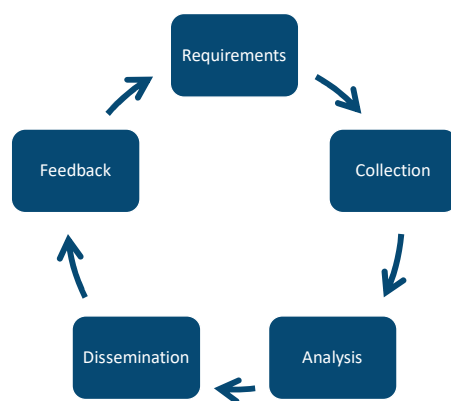 Requirements
Collection
Analysis
Dissemination
Feedback